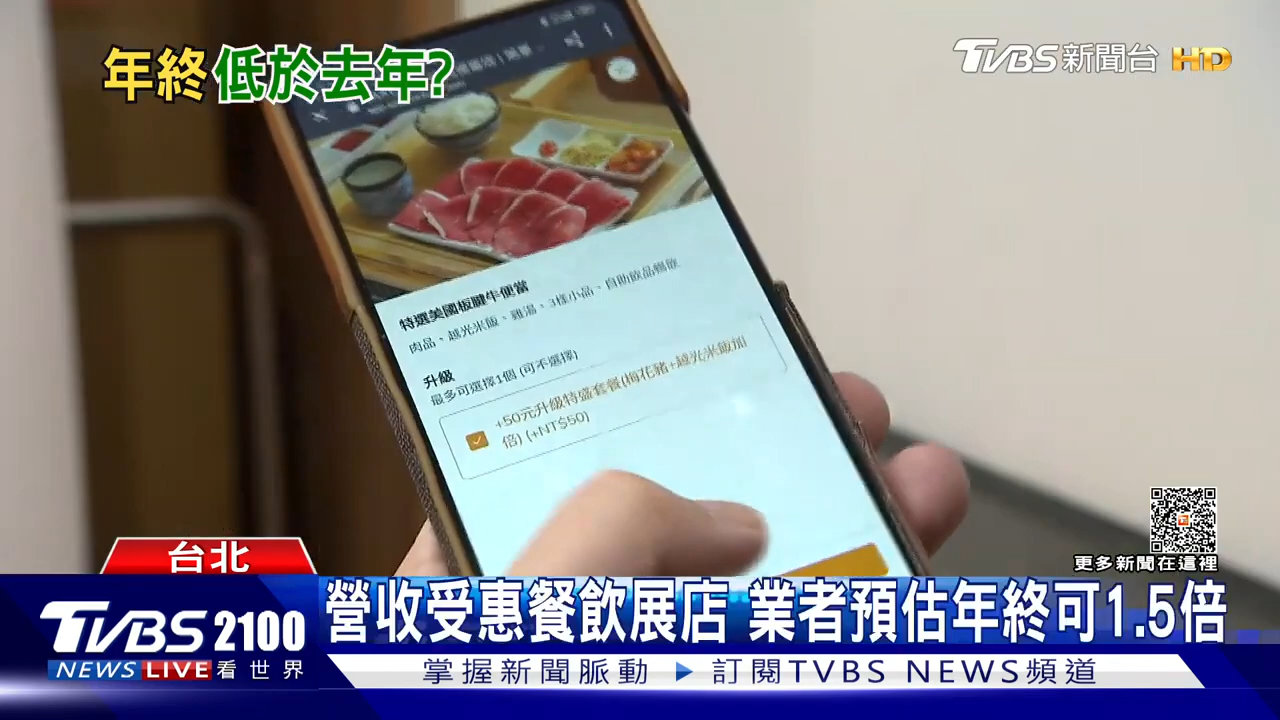 年終低於去年?
TVBS新聞台 HD
特選美國板腱牛便當
肉品、越光米飯、雞湯、3樣小品、自助飲品暢飲
升級
最多可選擇1個 (可不選擇)
+50元升級特盛套餐(梅花豬+越光米飯加
倍) (+NT$50)
更多新聞在這裡
台北
營收受惠餐飲展店 業者預估年終可1.5倍
TVBS 2100
NEWS LIVE 看世界
掌握新聞脈動 ▶ 訂閱TVBS NEWS頻道